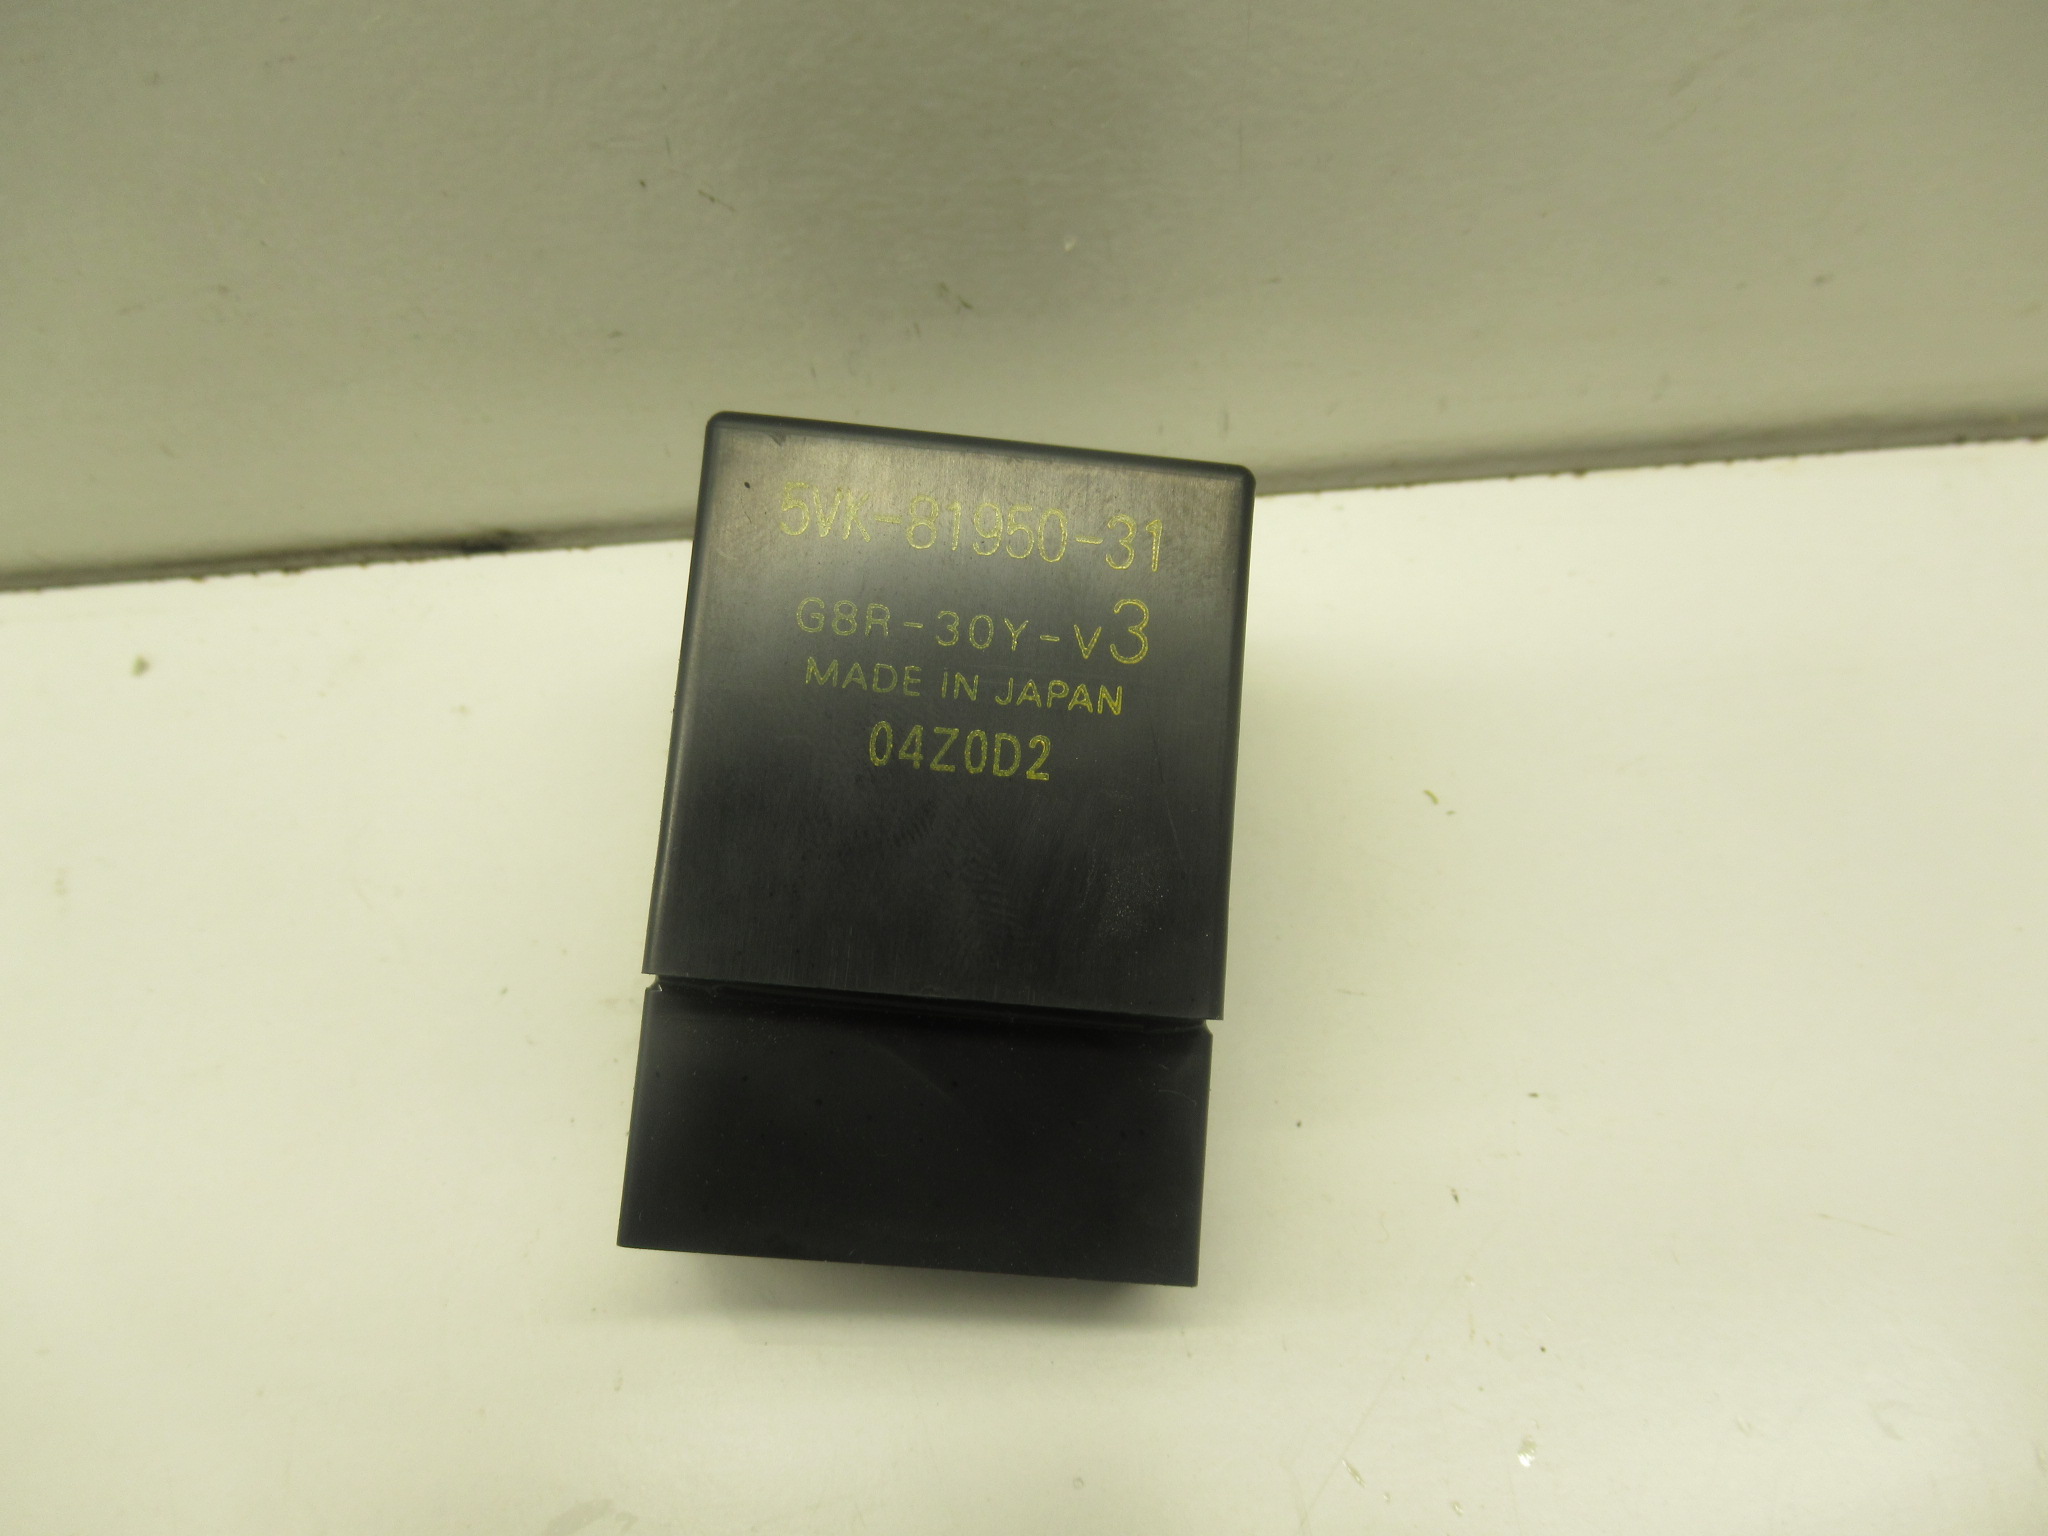 5VK-81950-31
G8R-30Y-V3
MADE IN JAPAN
04Z0D2